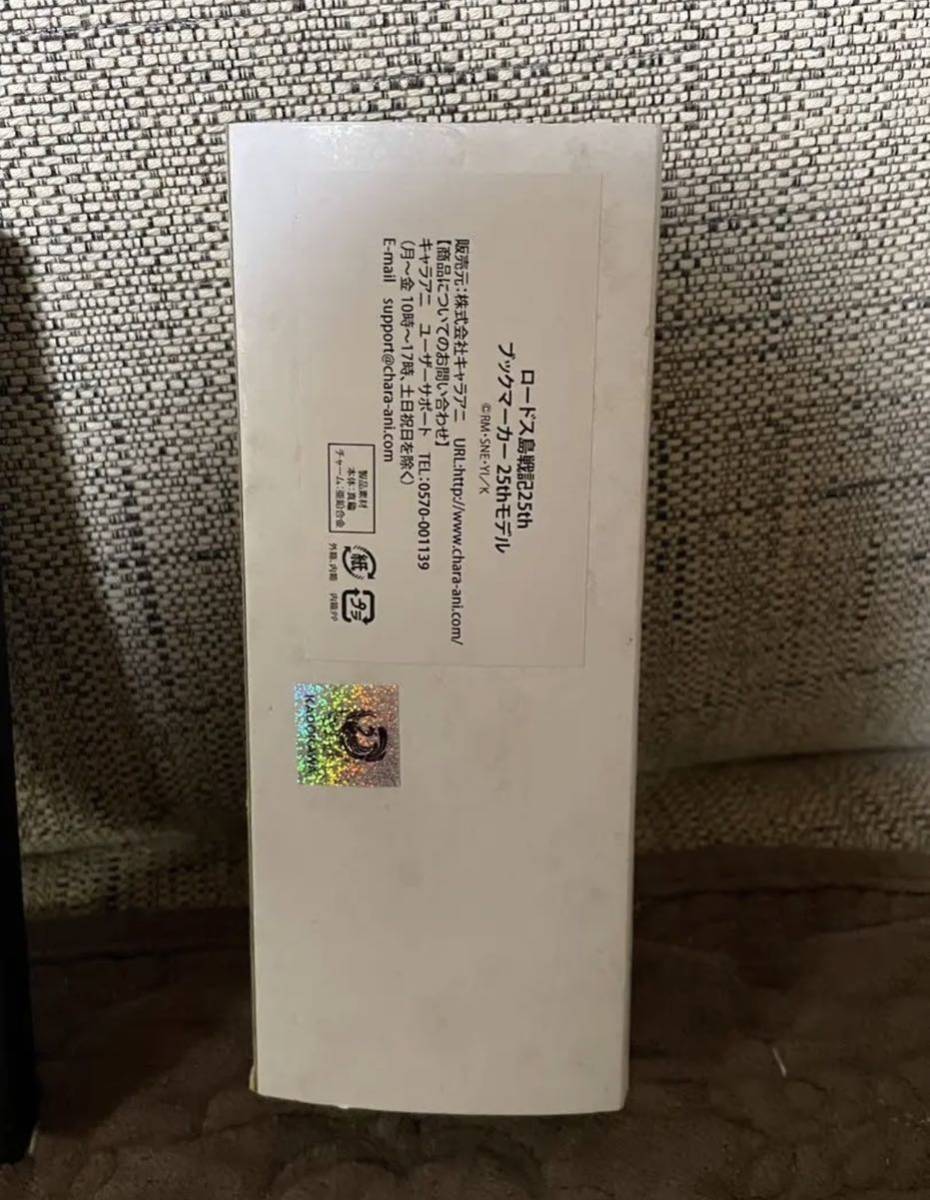 ロードス島戦記25th
ブックマーカー 25thモデル
©RM・SNE・YI／K
販売元：株式会社キャラアニ URL:http://www.chara-ani.com/
【商品についてのお問い合わせ】
キャラアニ ユーザーサポート TEL：0570-001139
（月～金 10時～17時、土日祝日を除く）
E-mail support@chara-ani.com
製品素材
本体：真鍮
チャーム：亜鉛合金
紙
プラ
外箱、内箱
内袋PP
KADOKAWA